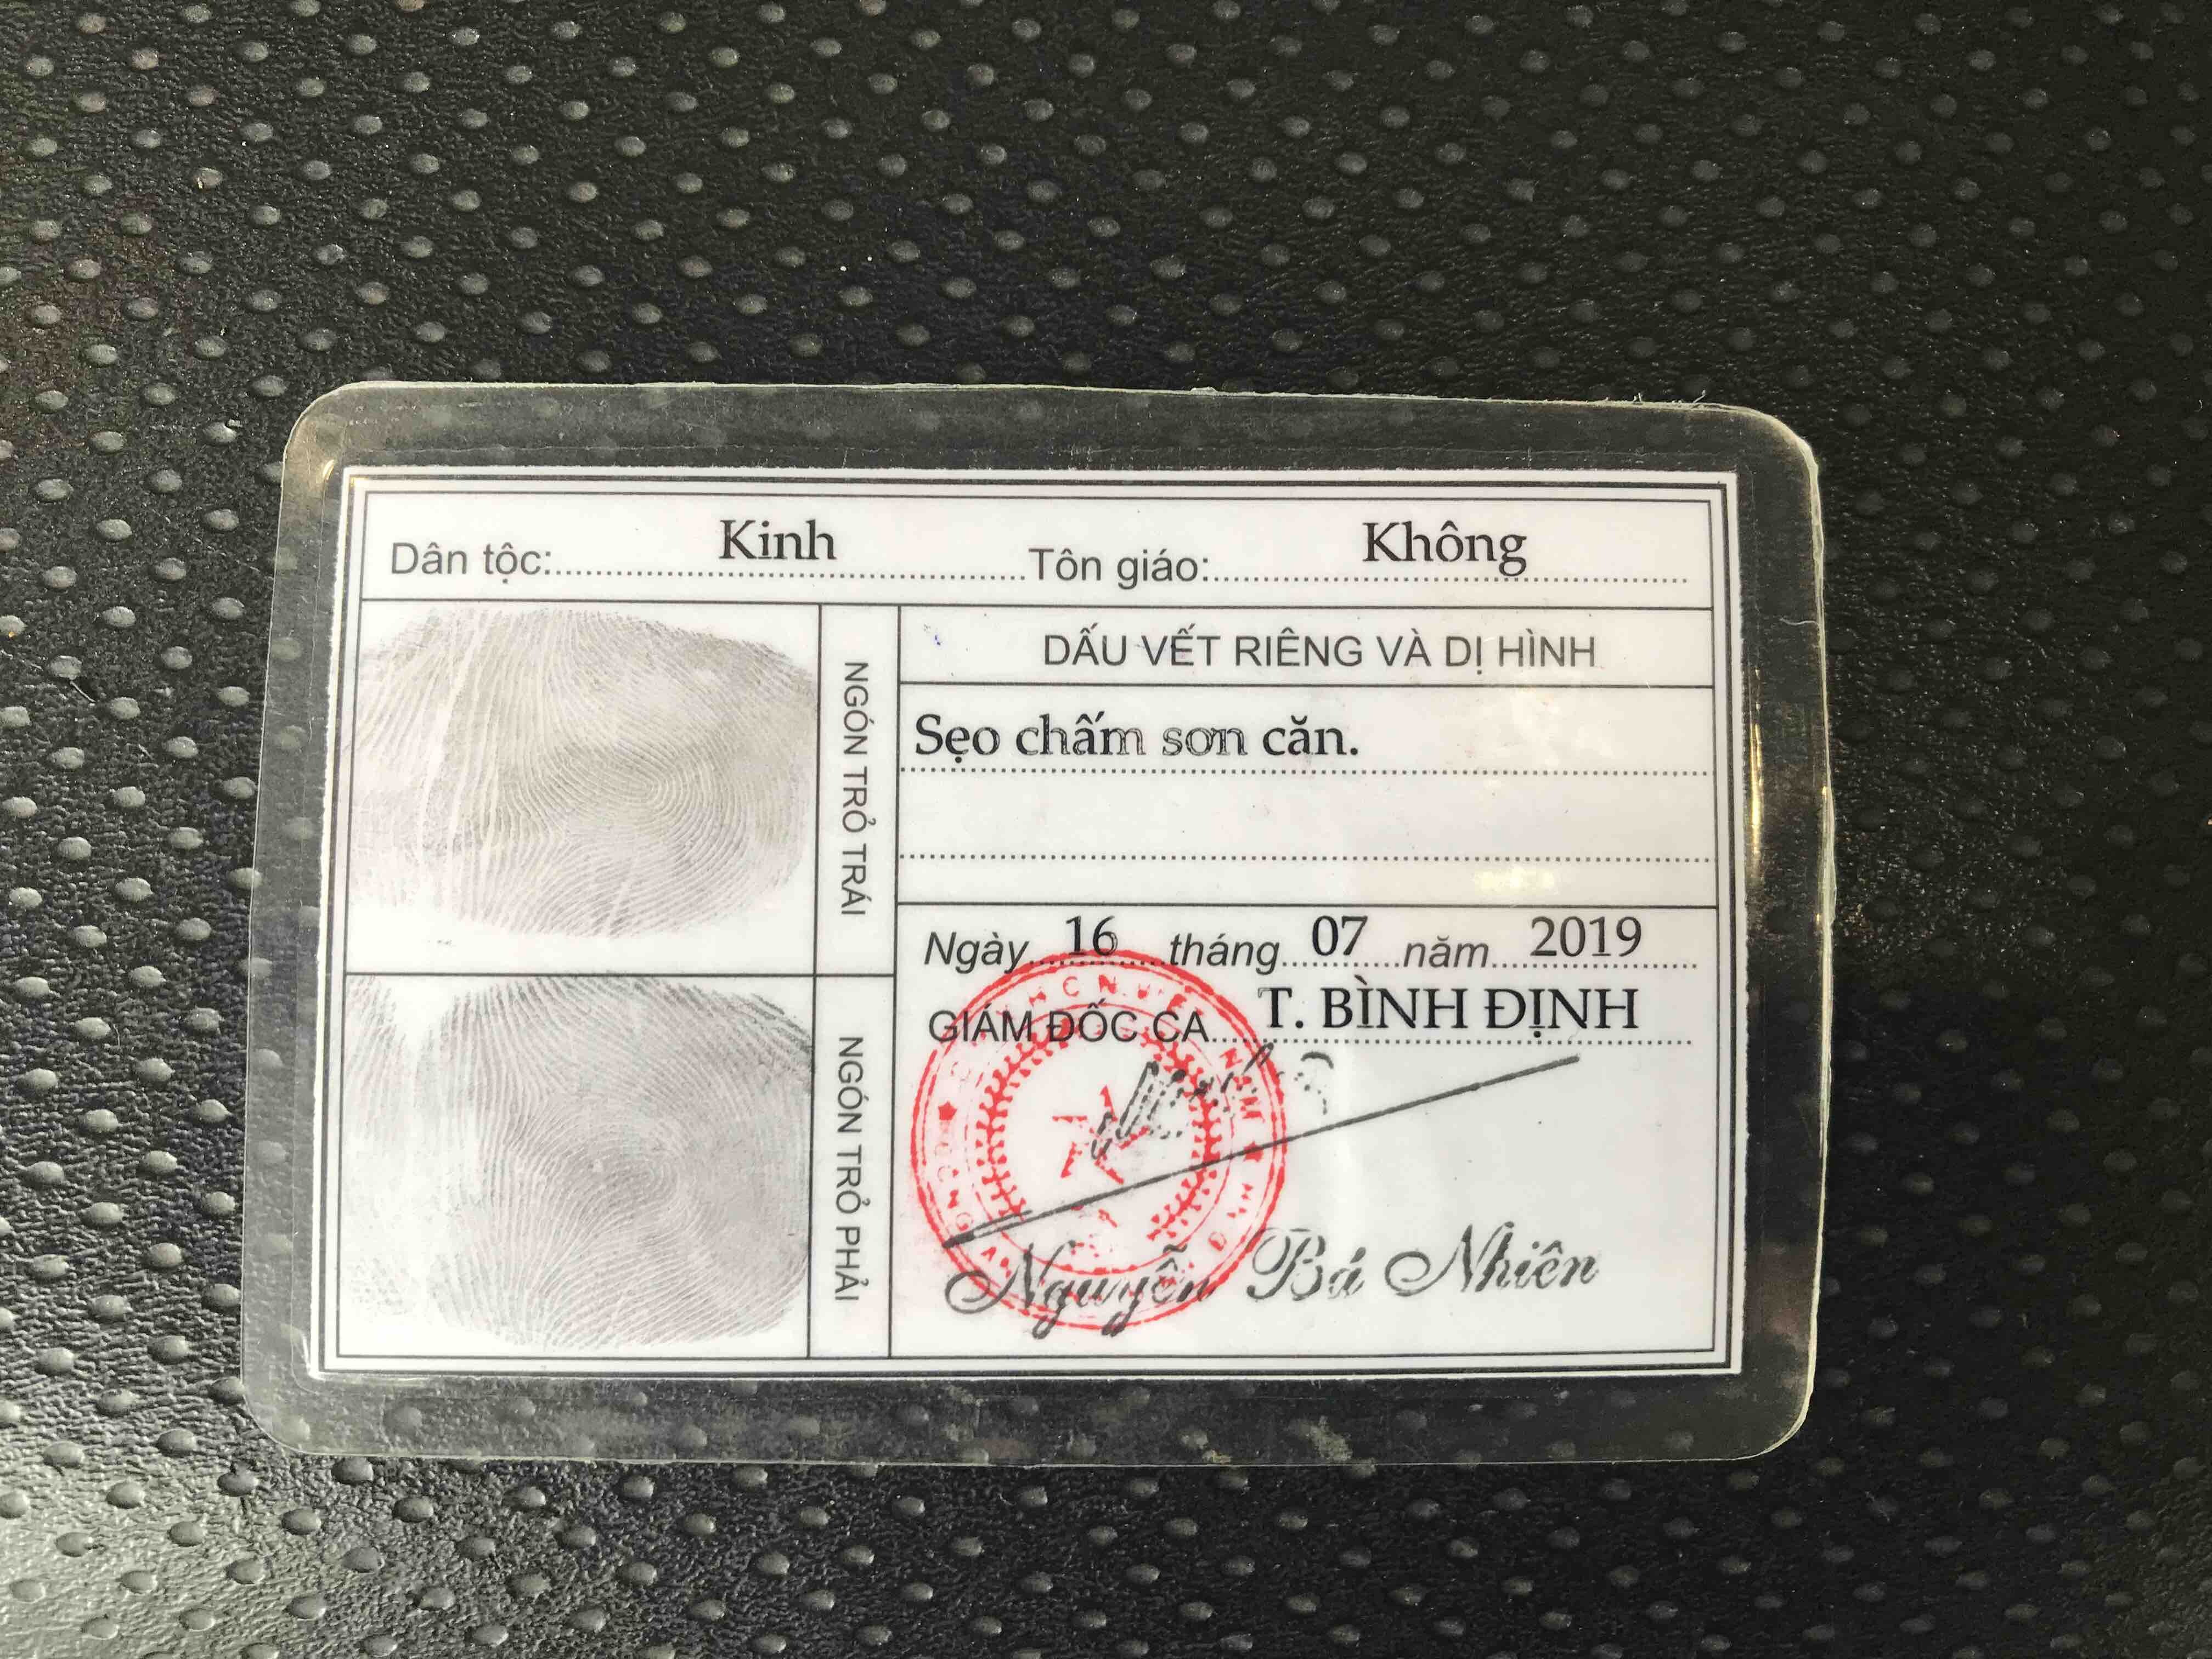 Dân tộc: Kinh Tôn giáo: Không
NGÓN TRỎ TRÁI
DẤU VẾT RIÊNG VÀ DỊ HÌNH
Sẹo chấm sơn căn.
NGÓN TRỎ PHẢI
Ngày 16 tháng 07 năm 2019
GIÁM ĐỐC CA T. BÌNH ĐỊNH
Nguyễn Bá Nhiên